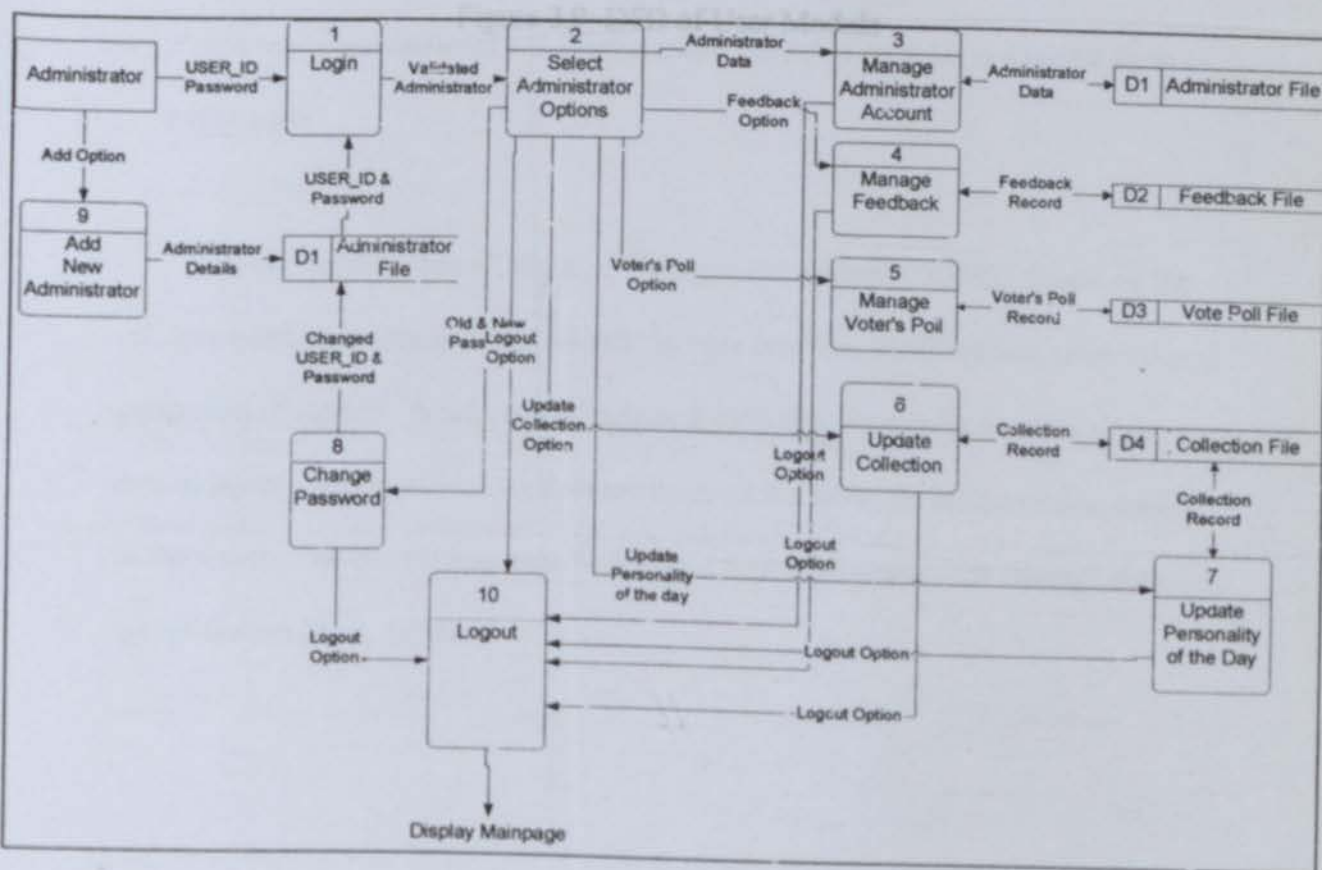 Administrator
USER_ID
Password
1
Login
Validated
Administrator
2
Select
Administrator
Options
Administrator
Data
3
Manage
Administrator
Account
Administrator
Data
D1 Administrator File
Feedback
Option
4
Manage
Feedback
Feedback
Record
D2 Feedback File
Add Option
9
Add
New
Administrator
Administrator
Details
USER_ID &
Password
D1 Administrator
File
Voter's Poll
Option
5
Manage
Voter's Poll
Voter's Poll
Record
D3 Vote Poll File
Changed
USER_ID &
Password
Old & New
Logout
Option
Update
Collection
Option
6
Update
Collection
Collection
Record
D4 Collection File
8
Change
Password
Logout
Option
Collection
Record
Logout
Option
Update
Personality
of the day
7
Update
Personality
of the Day
10
Logout
Logout
Option
Logout Option
Logout Option
Display Mainpage